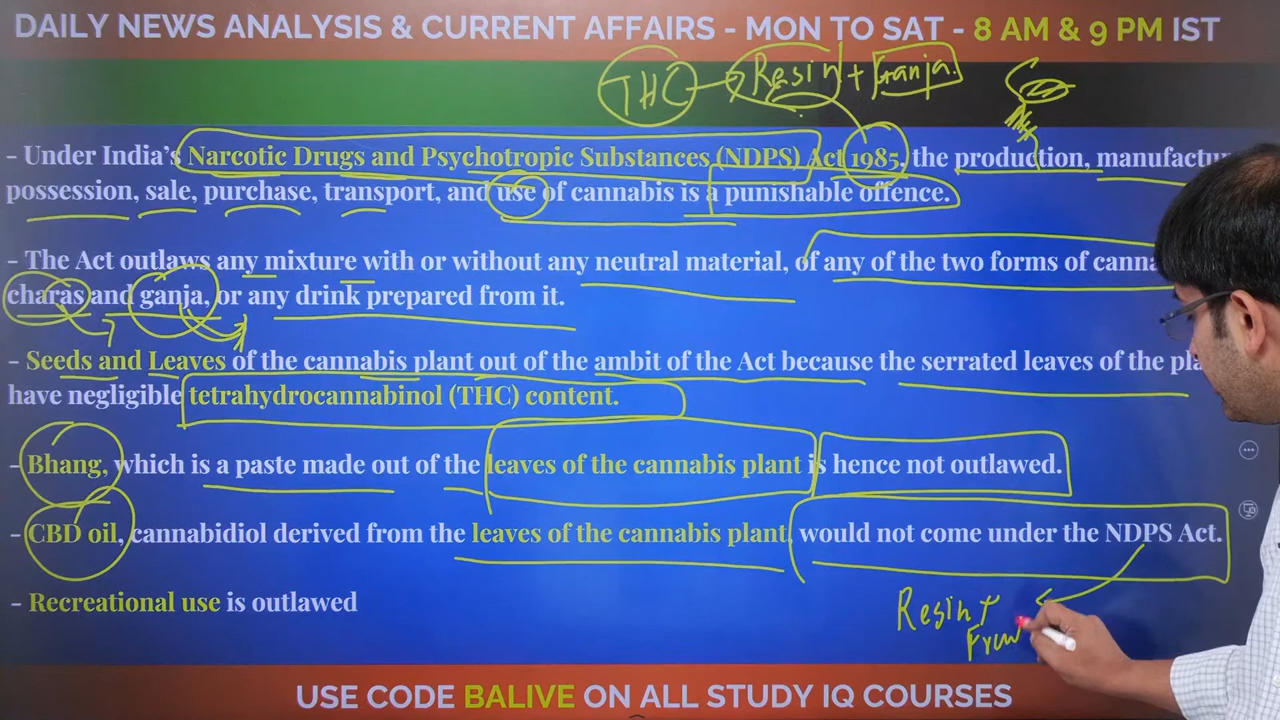 DAILY NEWS ANALYSIS & CURRENT AFFAIRS - MON TO SAT - 8 AM & 9 PM IST
THC Resin + Ganja
- Under India's Narcotic Drugs and Psychotropic Substances (NDPS) Act 1985, the production,
possession, sale, purchase, transport, and use of cannabis is a punishable offence.
- The Act outlaws any mixture with or without any neutral material, of any of the two forms of
charas and ganja, or any drink prepared from it.
- Seeds and Leaves of the cannabis plant out of the ambit of the Act because the serrated leaves of the
have negligible tetrahydrocannabinol (THC) content.
- Bhang, which is a paste made out of the leaves of the cannabis plant is hence not outlawed.
- CBD oil, cannabidiol derived from the leaves of the cannabis plant, would not come under the NDPS Act.
- Recreational use is outlawed
Resin +
USE CODE BALIVE ON ALL STUDY IQ COURSES